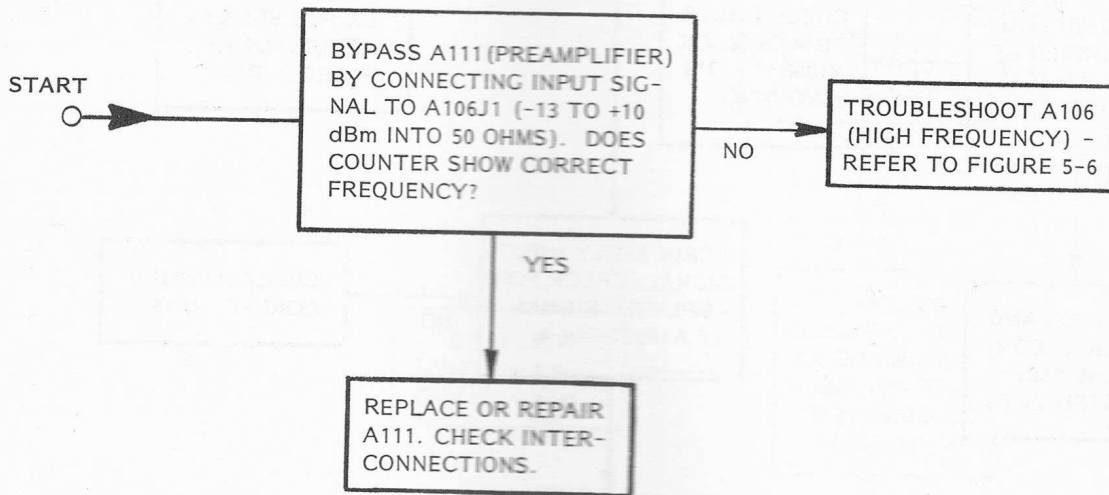 START
BYPASS A111 (PREAMPLIFIER)
BY CONNECTING INPUT SIG-
NAL TO A106J1 (-13 TO +10
dBm INTO 50 OHMS). DOES
COUNTER SHOW CORRECT
FREQUENCY?
NO
TROUBLESHOOT A106
(HIGH FREQUENCY) -
REFER TO FIGURE 5-6
YES
REPLACE OR REPAIR
A111. CHECK INTER-
CONNECTIONS.